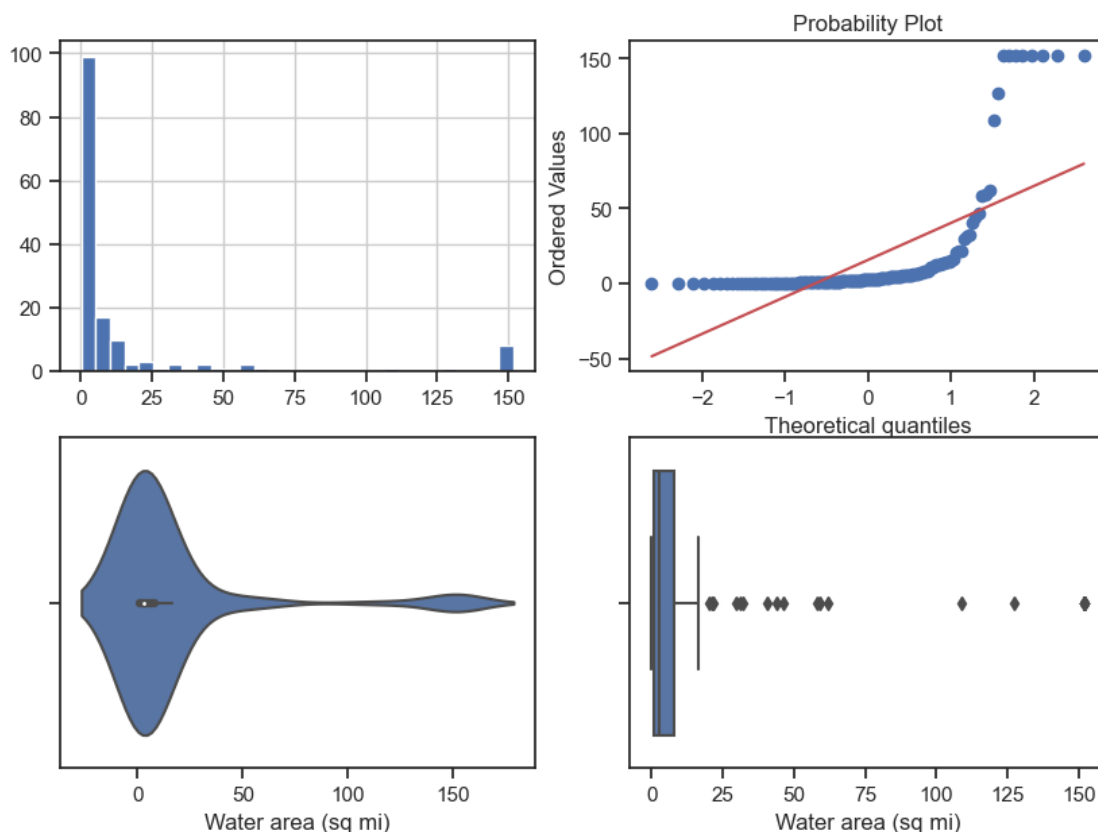 100
80
60
40
20
0
0 25 50 75 100 125 150
Probability Plot
Ordered Values
150
100
50
0
−50
−2 −1 0 1 2
Theoretical quantiles
0 50 100 150
Water area (sq mi)
0 25 50 75 100 125 150
Water area (sq mi)